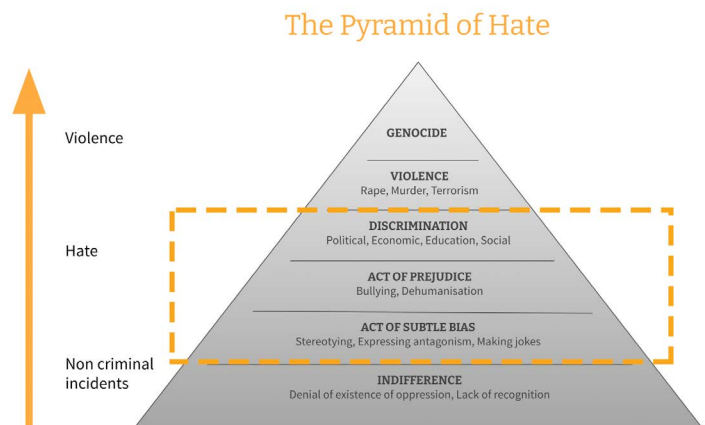 The Pyramid of Hate
Violence
GENOCIDE
VIOLENCE
Rape, Murder, Terrorism
Hate
DISCRIMINATION
Political, Economic, Education, Social
ACT OF PREJUDICE
Bullying, Dehumanisation
ACT OF SUBTLE BIAS
Stereotying, Expressing antagonism, Making jokes
Non criminal
incidents
INDIFFERENCE
Denial of existence of oppression, Lack of recognition